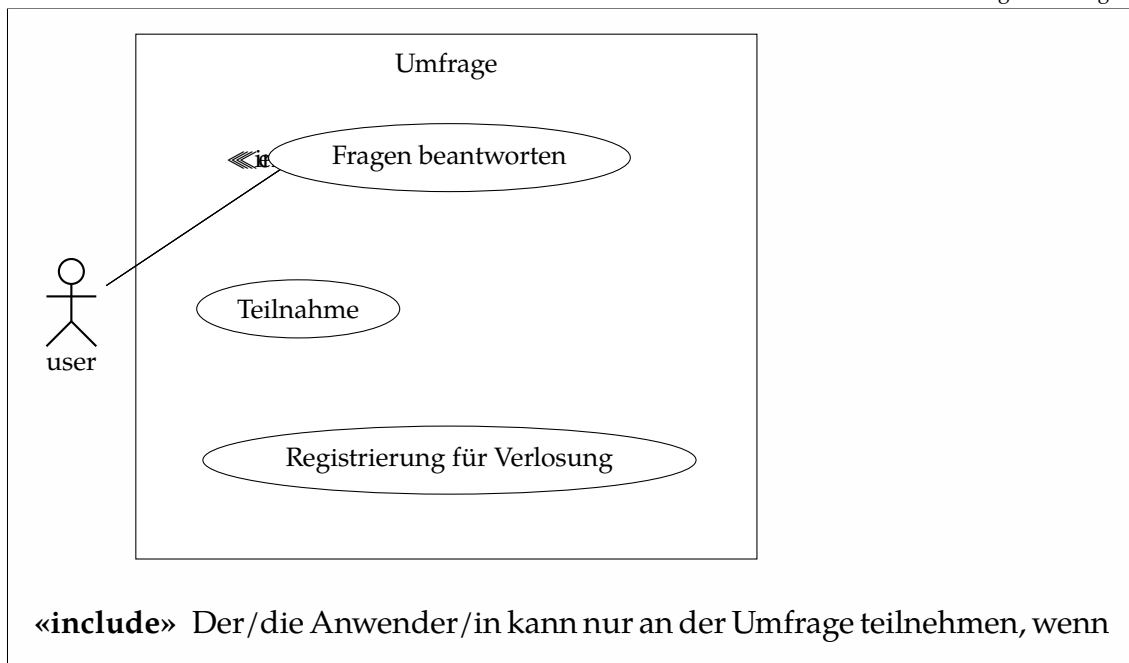 Umfrage
Fragen beantworten
Teilnahme
user
Registrierung für Verlosung
«include» Der/die Anwender/in kann nur an der Umfrage teilnehmen, wenn